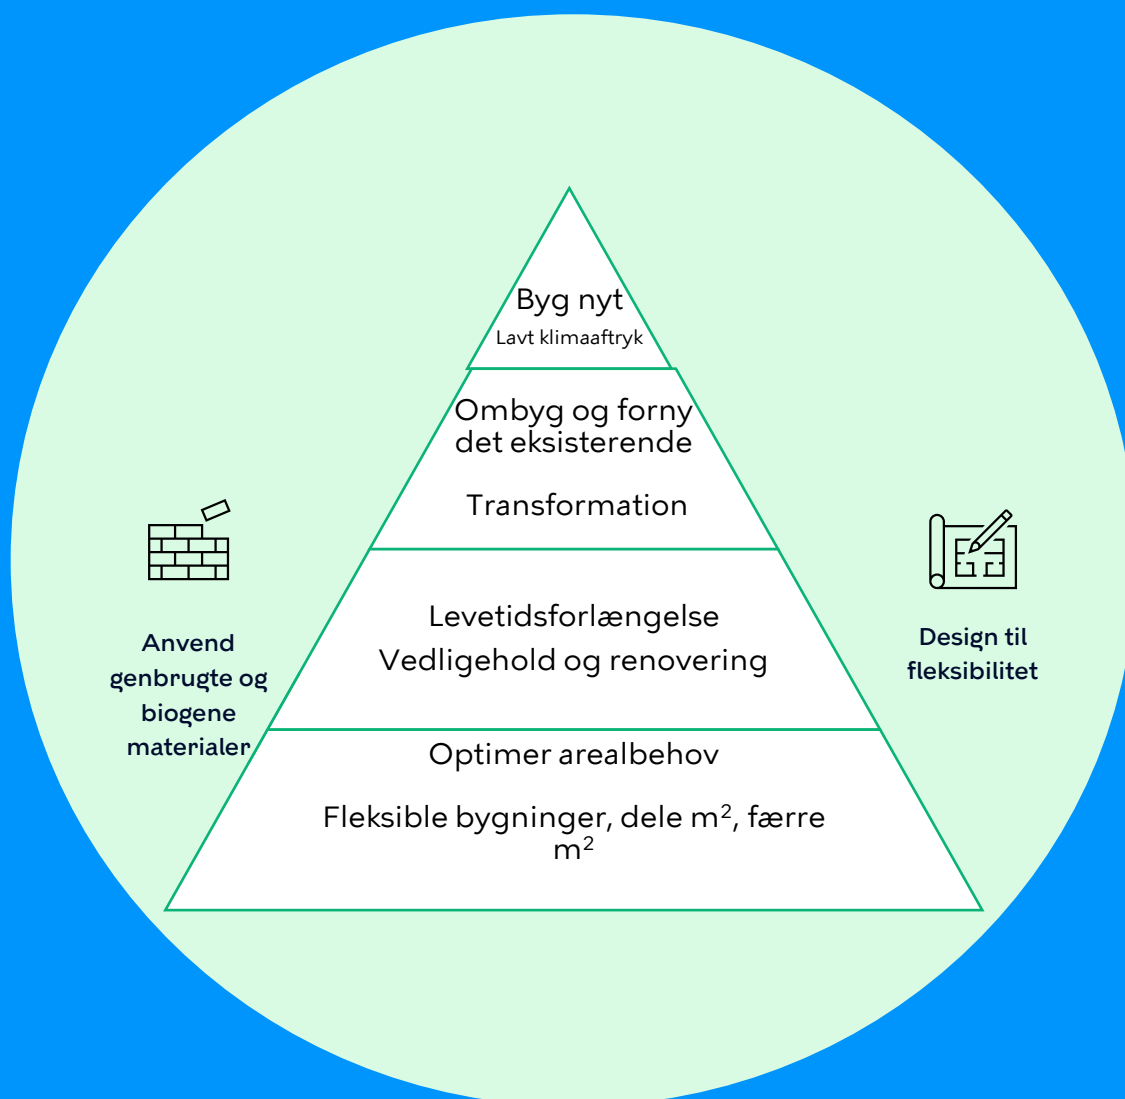 Byg nyt
Lavt klimaaftryk
Ombyg og forny
det eksisterende
Transformation
Levetidsforlængelse
Vedligehold og renovering
Anvend
genbrugte og
biogene
materialer
Design til
fleksibilitet
Optimer arealbehov
Fleksible bygninger, dele m², færre
m²